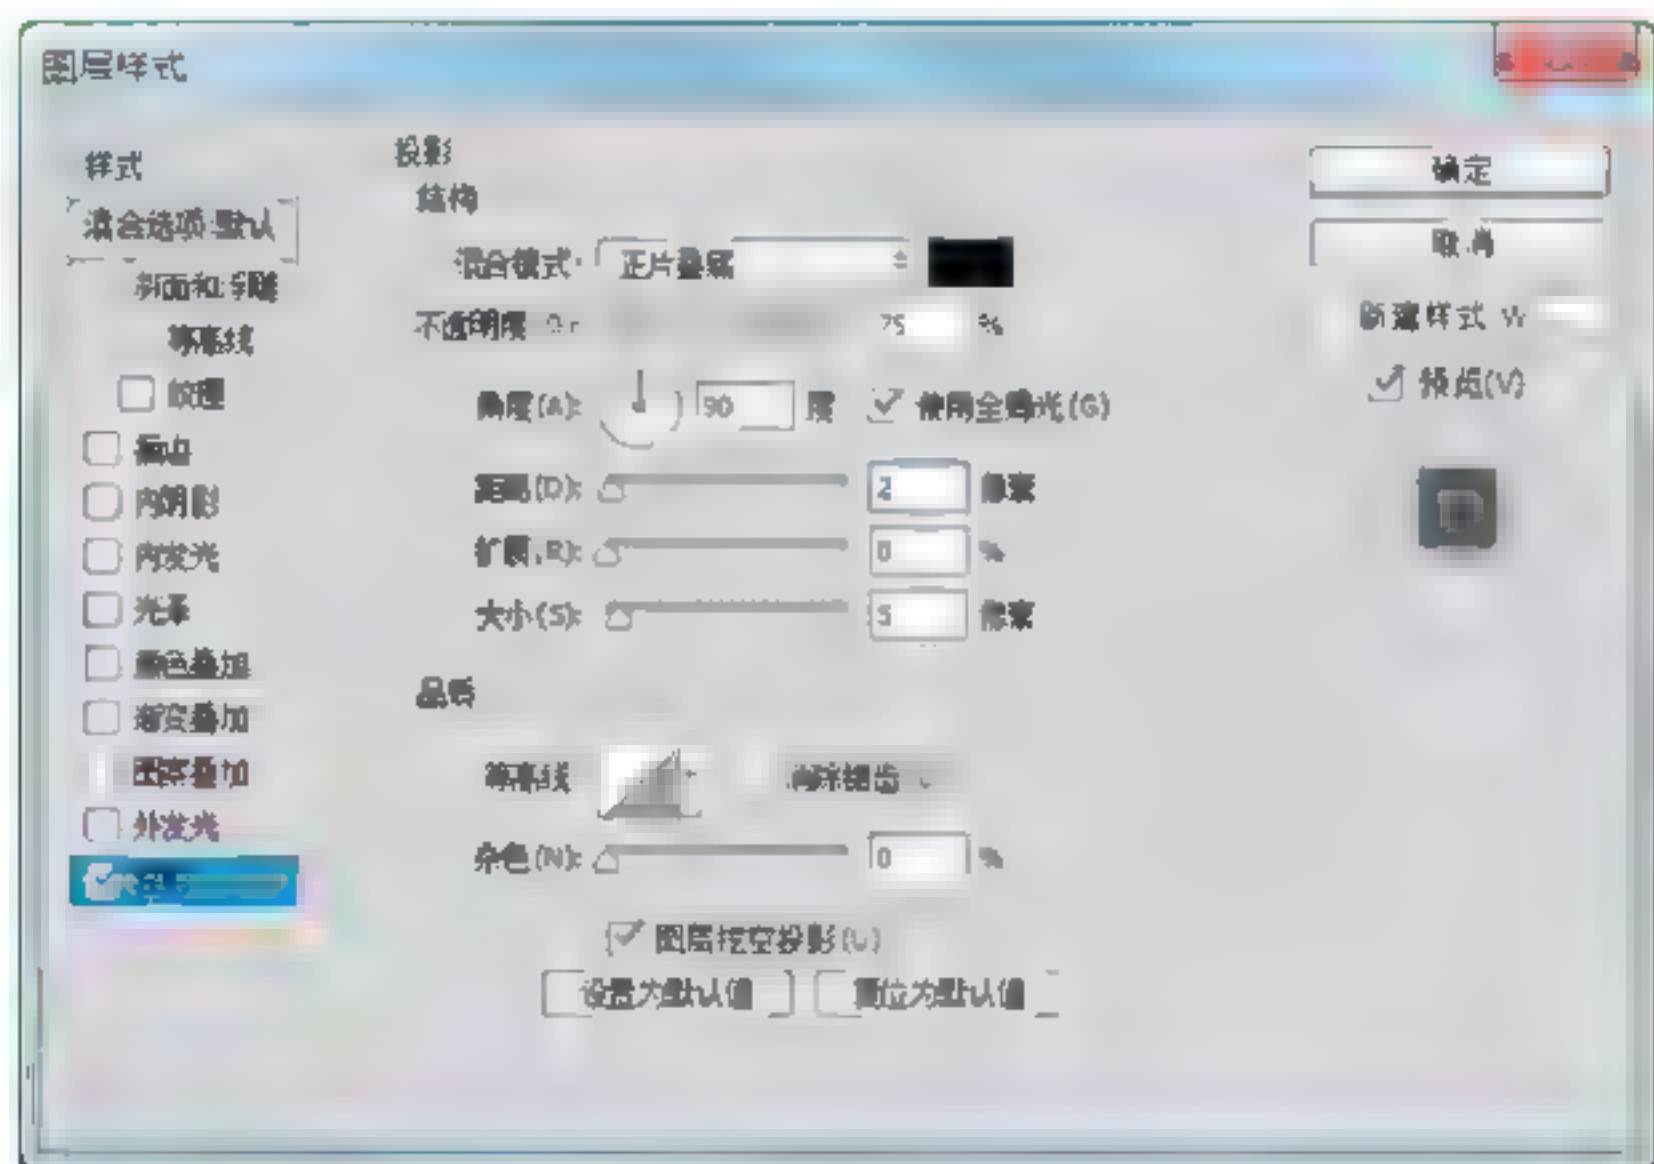 图层样式
样式
混合选项:默认
斜面和浮雕
等高线
纹理
描边
内阴影
内发光
光泽
颜色叠加
渐变叠加
图案叠加
外发光
投影
结构
混合模式:
正片叠底
不透明度
75
%
角度(A):
90
度
使用全局光(G)
距离(D):
2
像素
扩展(R):
0
%
大小(S):
5
像素
品质
等高线
消除锯齿
杂色(N):
0
%
图层挖空投影(U)
设置为默认值
复位为默认值
确定
取消
新建样式 W
预览(V)